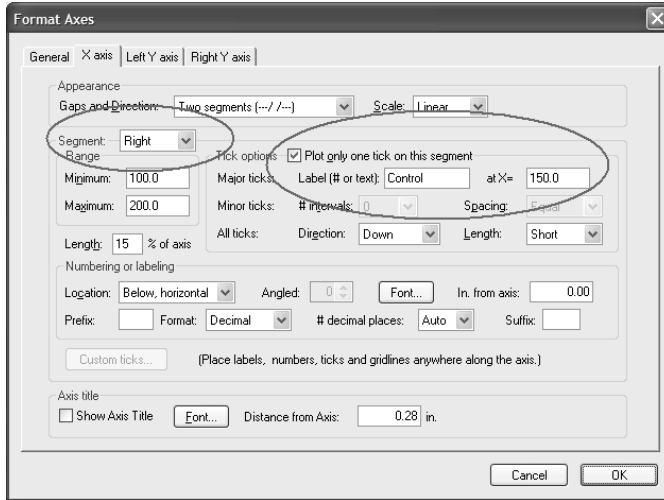 Format Axes
General X axis Left Y axis Right Y axis
Appearance
Gaps and Direction: Two segments (---/ /---) Scale: Linear
Segment: Right
Range
Minimum: 100.0
Maximum: 200.0
Length: 15 % of axis
Tick options Plot only one tick on this segment
Major ticks: Label (# or text): Control at X= 150.0
Minor ticks: # intervals: 0 Spacing: Equal
All ticks: Direction: Down Length: Short
Numbering or labeling
Location: Below, horizontal Angled: 0 Font... In. from axis: 0.00
Prefix: Format: Decimal # decimal places: Auto Suffix:
Custom ticks... (Place labels, numbers, ticks and gridlines anywhere along the axis.)
Axis title
Show Axis Title Font... Distance from Axis: 0.28 in.
Cancel OK